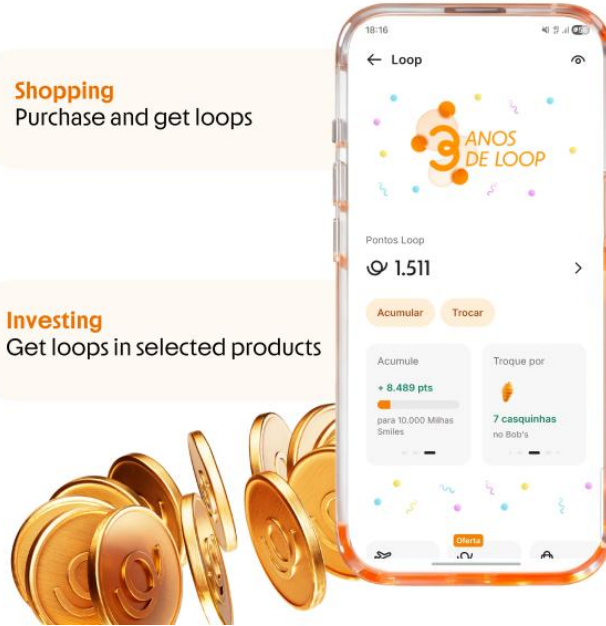 Shopping
Purchase and get loops
Investing
Get loops in selected products
18:16
Loop
3 ANOS
DE LOOP
Pontos Loop
1.511
Acumular
Trocar
Acumule
+ 8.489 pts
para 10.000 Milhas
Smiles
Troque por
7 casquinhas
no Bob's
Oferta